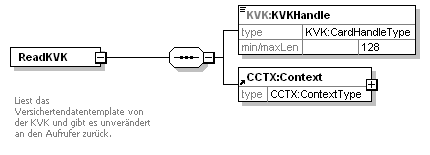 KVK:KVKHandle
type KVK:CardHandleType
min/maxLen 128
ReadKVK
CCTX:Context
type CCTX:ContextType
Liest das
Versichertendatentemplate von
der KVK und gibt es unverändert
an den Aufrufer zurück.